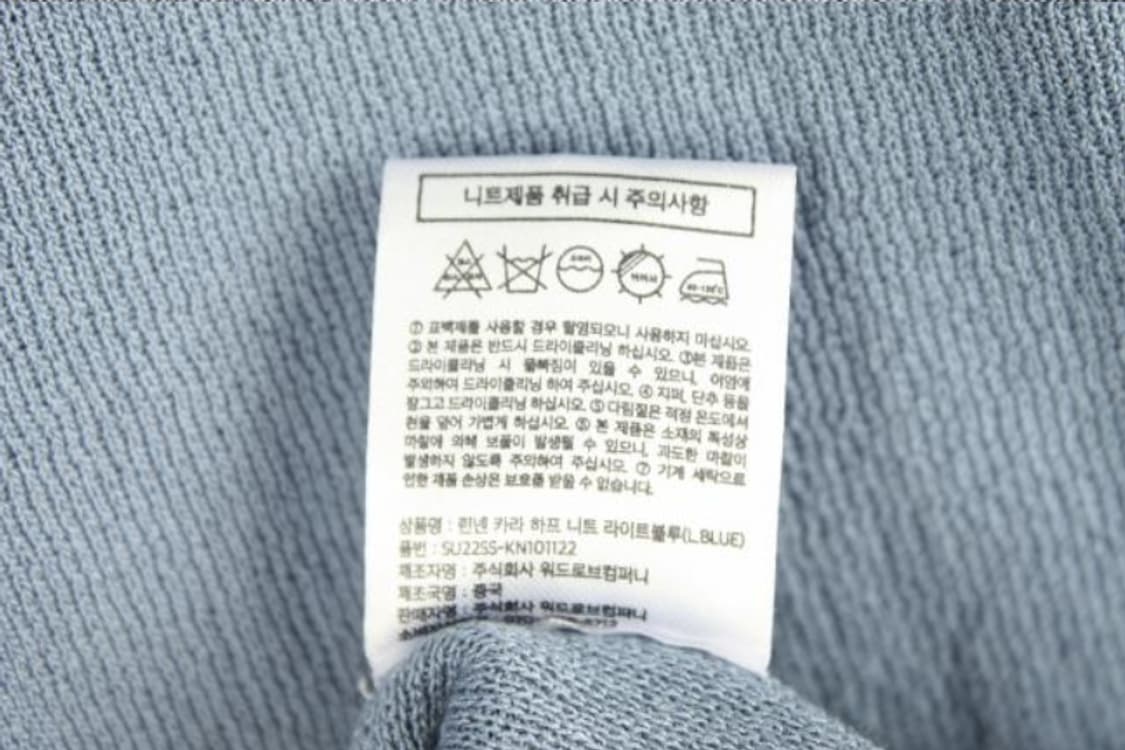 니트제품 취급 시 주의사항
80~120℃
① 표백제를 사용할 경우 탈염되오니 사용하지 마십시오.
② 본 제품은 반드시 드라이클리닝 하십시오. ③본 제품은
드라이클리닝 시 물빠짐이 있을 수 있으니, 이염에
주의하여 드라이클리닝 하여 주십시오. ④ 지퍼, 단추 등을
잠그고 드라이클리닝 하십시오. ⑤ 다림질은 적정 온도에서
천을 덮어 가볍게 하십시오. ⑥ 본 제품은 소재의 특성상
마찰에 의해 보풀이 발생될 수 있으니, 과도한 마찰이
발생하지 않도록 주의하여 주십시오. ⑦ 기계 세탁으로
인한 제품 손상은 보호를 받을 수 없습니다.
상품명 : 린넨 카라 하프 니트 라이트블루(L.BLUE)
품번 : SU22SS-KN101122
제조자명 : 주식회사 워드로브컴퍼니
제조국명 : 중국
판매자명 : 주식회사 워드로브컴퍼니